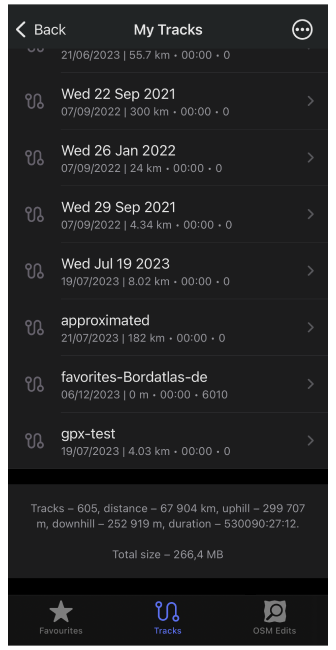 Back
My Tracks
21/06/2023 | 55.7 km • 00:00 • 0
Wed 22 Sep 2021
07/09/2022 | 300 km • 00:00 • 0
Wed 26 Jan 2022
07/09/2022 | 24 km • 00:00 • 0
Wed 29 Sep 2021
07/09/2022 | 4.34 km • 00:00 • 0
Wed Jul 19 2023
19/07/2023 | 8.02 km • 00:00 • 0
approximated
21/07/2023 | 182 km • 00:00 • 0
favorites-Bordatlas-de
06/12/2023 | 0 m • 00:00 • 6010
gpx-test
19/07/2023 | 4.03 km • 00:00 • 0
Tracks – 605, distance – 67 904 km, uphill – 299 707
m, downhill – 252 919 m, duration – 530090:27:12.
Total size – 266,4 MB
Favourites
Tracks
OSM Edits